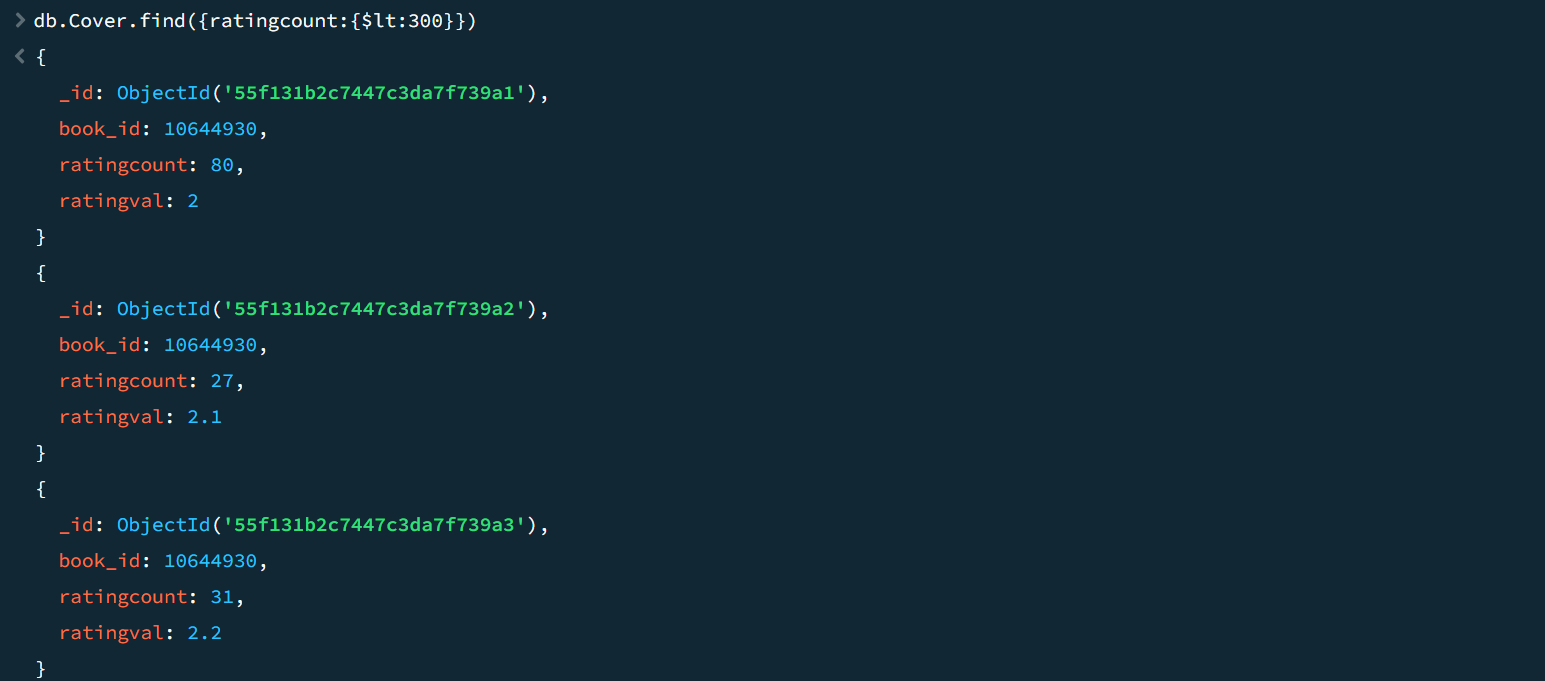 > db.Cover.find({ratingcount:{$lt:300}})
< {
_id: ObjectId('55f131b2c7447c3da7f739a1'),
book_id: 10644930,
ratingcount: 80,
ratingval: 2
}
{
_id: ObjectId('55f131b2c7447c3da7f739a2'),
book_id: 10644930,
ratingcount: 27,
ratingval: 2.1
}
{
_id: ObjectId('55f131b2c7447c3da7f739a3'),
book_id: 10644930,
ratingcount: 31,
ratingval: 2.2
}